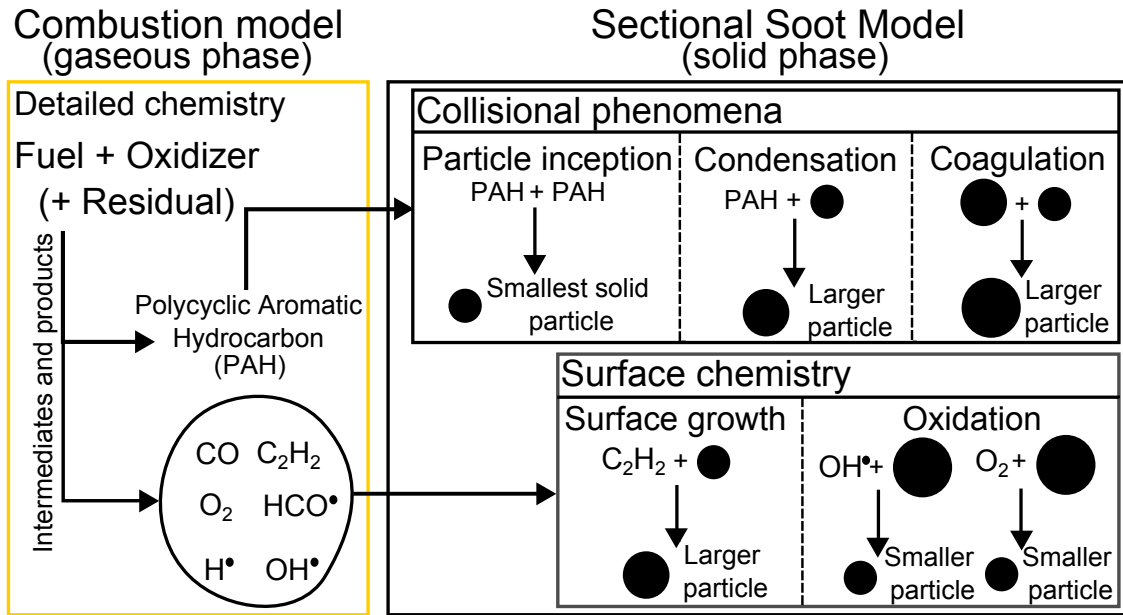 Combustion model
(gaseous phase)
Detailed chemistry
Fuel + Oxidizer
(+ Residual)
Intermediates and products
Polycyclic Aromatic
Hydrocarbon
(PAH)
CO C₂H₂
O₂ HCO•
H• OH•
Sectional Soot Model
(solid phase)
Collisional phenomena
Particle inception
PAH + PAH
Smallest solid
particle
Condensation
PAH +
Larger
particle
Coagulation
+
Larger
particle
Surface chemistry
Surface growth
C₂H₂ +
Larger
particle
Oxidation
OH•+
Smaller
particle
O₂+
Smaller
particle